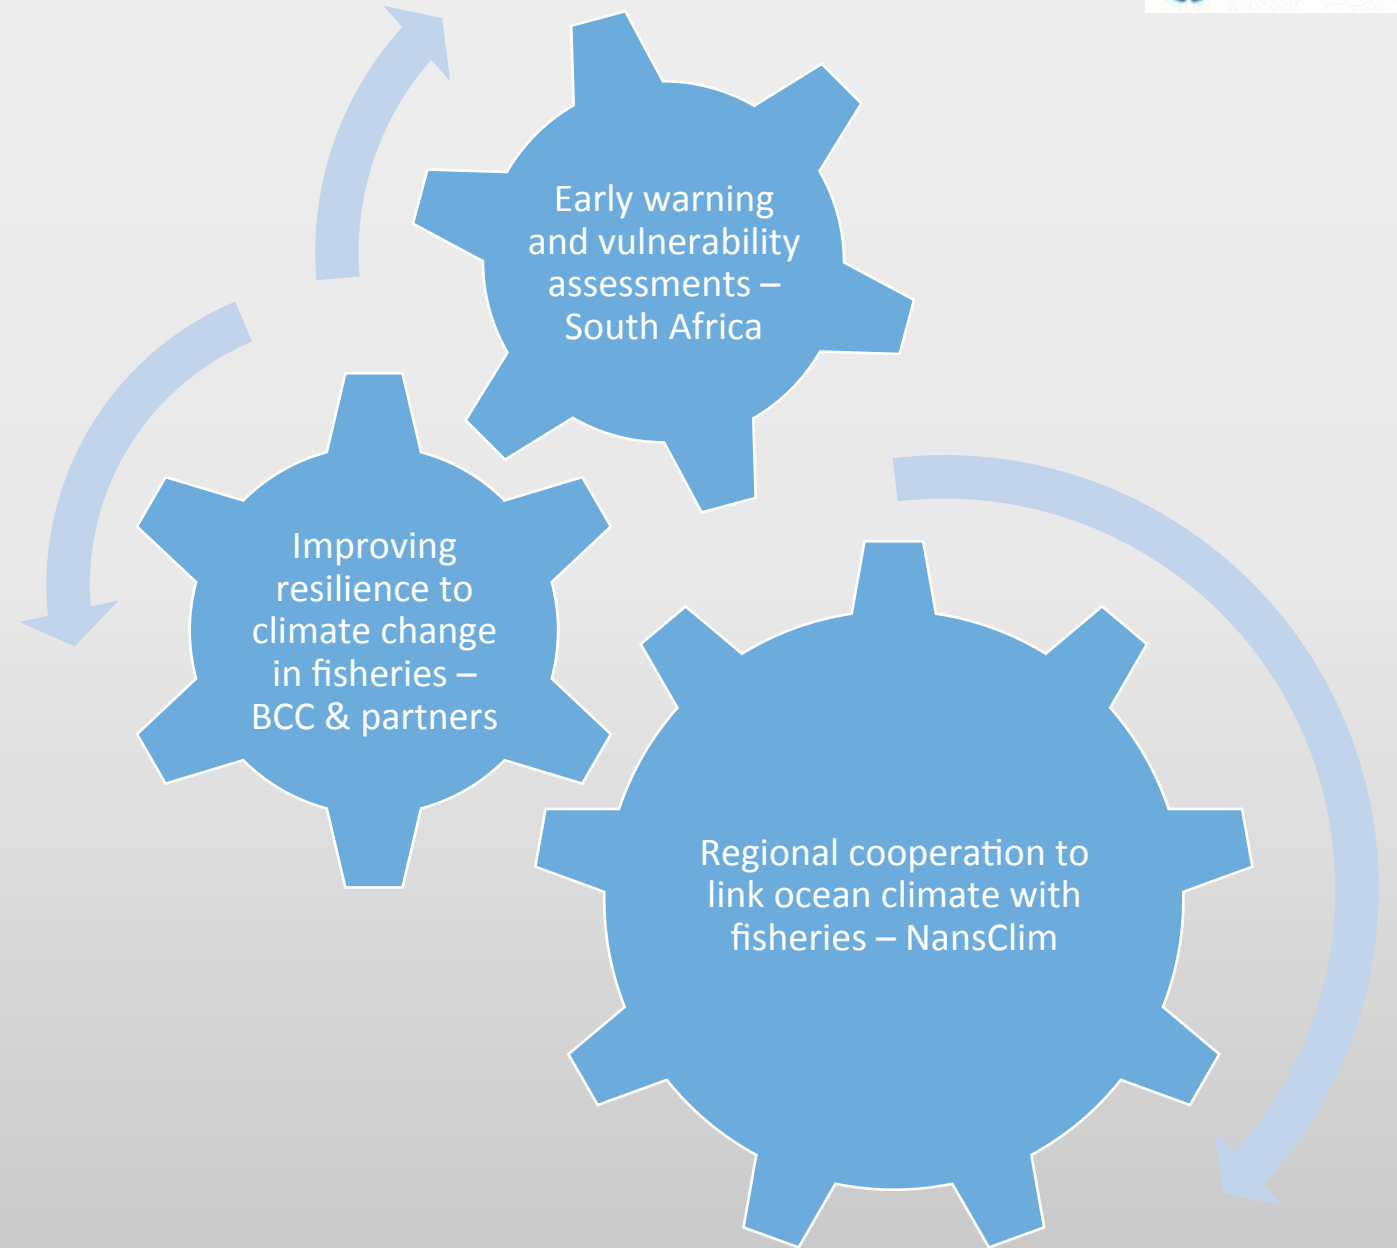 Early warning
and vulnerability
assessments –
South Africa
Improving
resilience to
climate change
in fisheries –
BCC & partners
Regional cooperation to
link ocean climate with
fisheries – NansClim